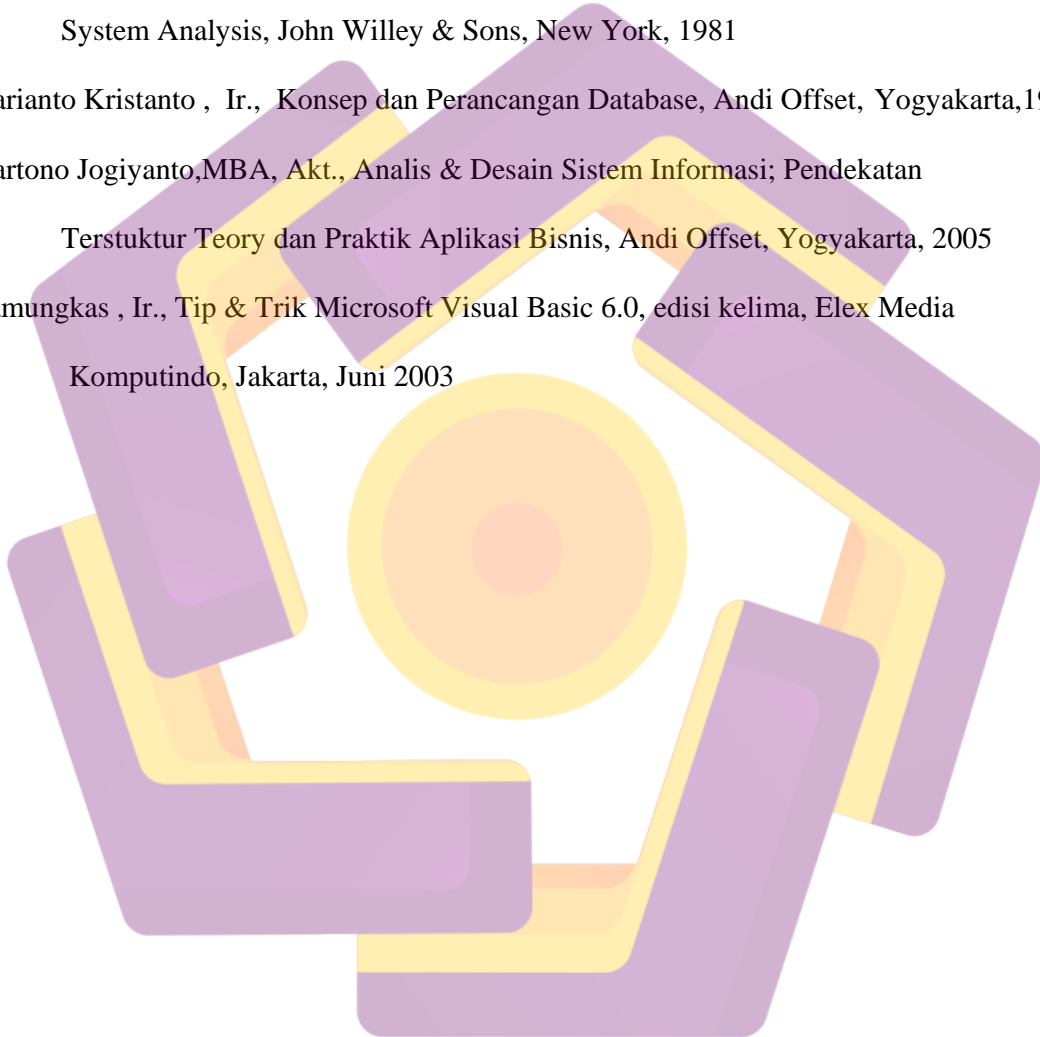 System Analysis, John Willey & Sons, New York, 1981
arianto Kristanto , Ir., Konsep dan Perancangan Database, Andi Offset, Yogyakarta,19
artono Jogiyanto,MBA, Akt., Analis & Desain Sistem Informasi; Pendekatan
Terstuktur Teory dan Praktik Aplikasi Bisnis, Andi Offset, Yogyakarta, 2005
mungkas , Ir., Tip & Trik Microsoft Visual Basic 6.0, edisi kelima, Elex Media
Komputindo, Jakarta, Juni 2003